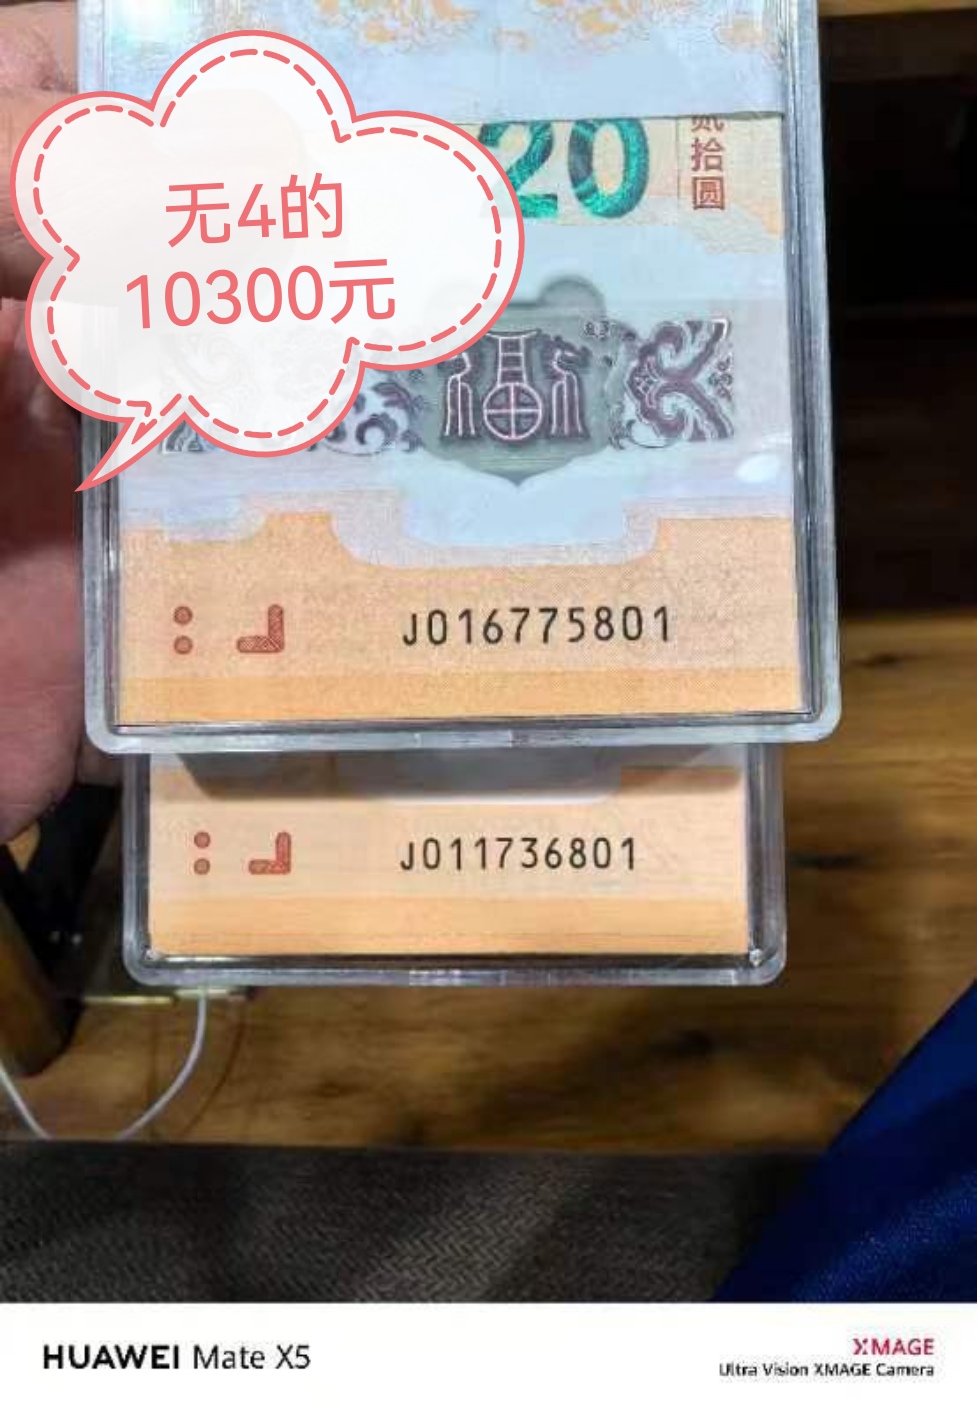 无4的
10300元
20
贰拾圆
J016775801
J011736801
HUAWEI Mate X5
XMAGE
Ultra Vision XMAGE Camera